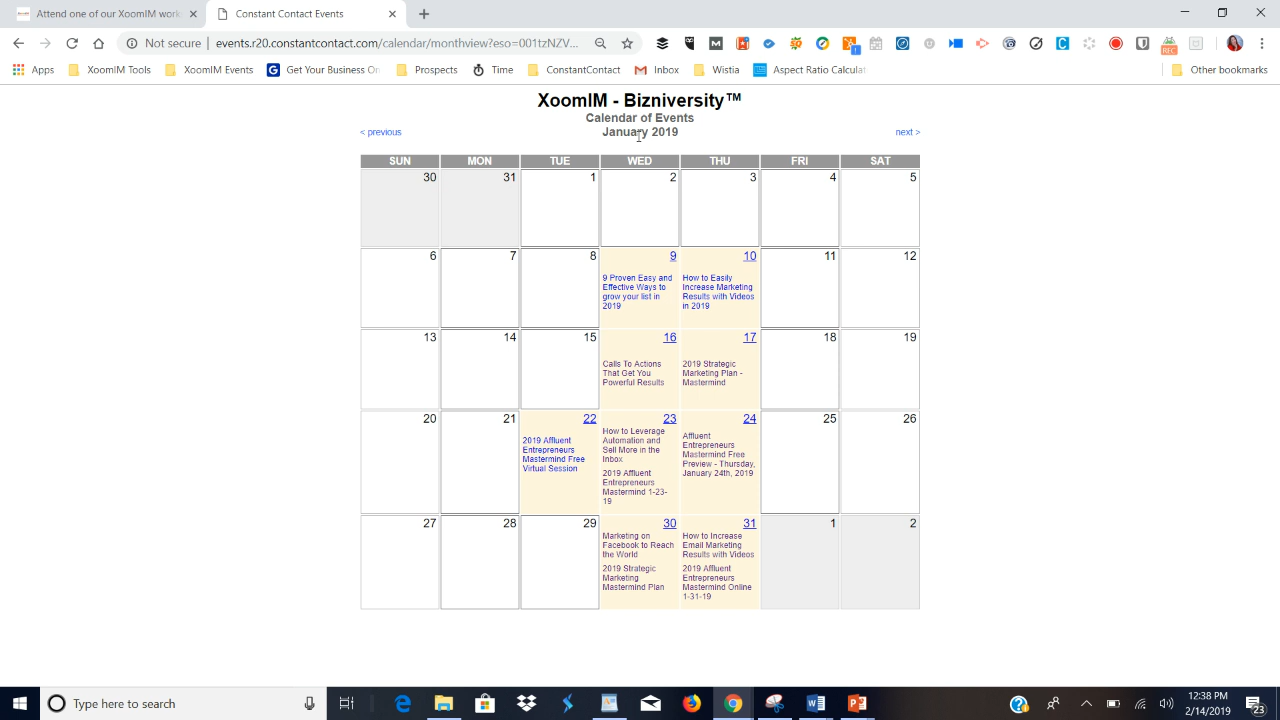 Attend one of our XoomIM work
Constant Contact Events
Not secure | events.r20.constantcontact.com/calendar/monthview?eso=001tzNZV...
Apps
XoomIM Tools
XoomIM Events
Get Your Business On
Prospects
Time
ConstantContact
Inbox
Wistia
Aspect Ratio Calculat
Other bookmarks
XoomIM - Bizniversity™
Calendar of Events
< previous
January 2019
next >
SUN MON TUE WED THU FRI SAT
30 31 1 2 3 4 5
6 7 8 9 10 11 12
9 Proven Easy and
Effective Ways to
grow your list in
2019
How to Easily
Increase Marketing
Results with Videos
in 2019
13 14 15 16 17 18 19
Calls To Actions
That Get You
Powerful Results
2019 Strategic
Marketing Plan -
Mastermind
20 21 22 23 24 25 26
2019 Affluent
Entrepreneurs
Mastermind Free
Virtual Session
How to Leverage
Automation and
Sell More in the
Inbox
2019 Affluent
Entrepreneurs
Mastermind 1-23-
19
Affluent
Entrepreneurs
Mastermind Free
Preview - Thursday,
January 24th, 2019
27 28 29 30 31 1 2
Marketing on
Facebook to Reach
the World
2019 Strategic
Marketing
Mastermind Plan
How to Increase
Email Marketing
Results with Videos
2019 Affluent
Entrepreneurs
Mastermind Online
1-31-19
Type here to search
12:38 PM
2/14/2019
23